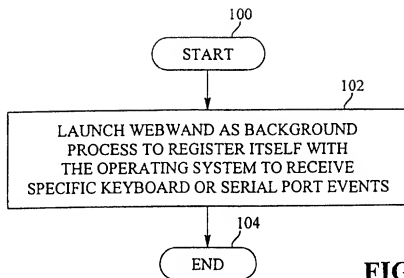 100
START
102
LAUNCH WEBWAND AS BACKGROUND
PROCESS TO REGISTER ITSELF WITH
THE OPERATING SYSTEM TO RECEIVE
SPECIFIC KEYBOARD OR SERIAL PORT EVENTS
104
END
FIG